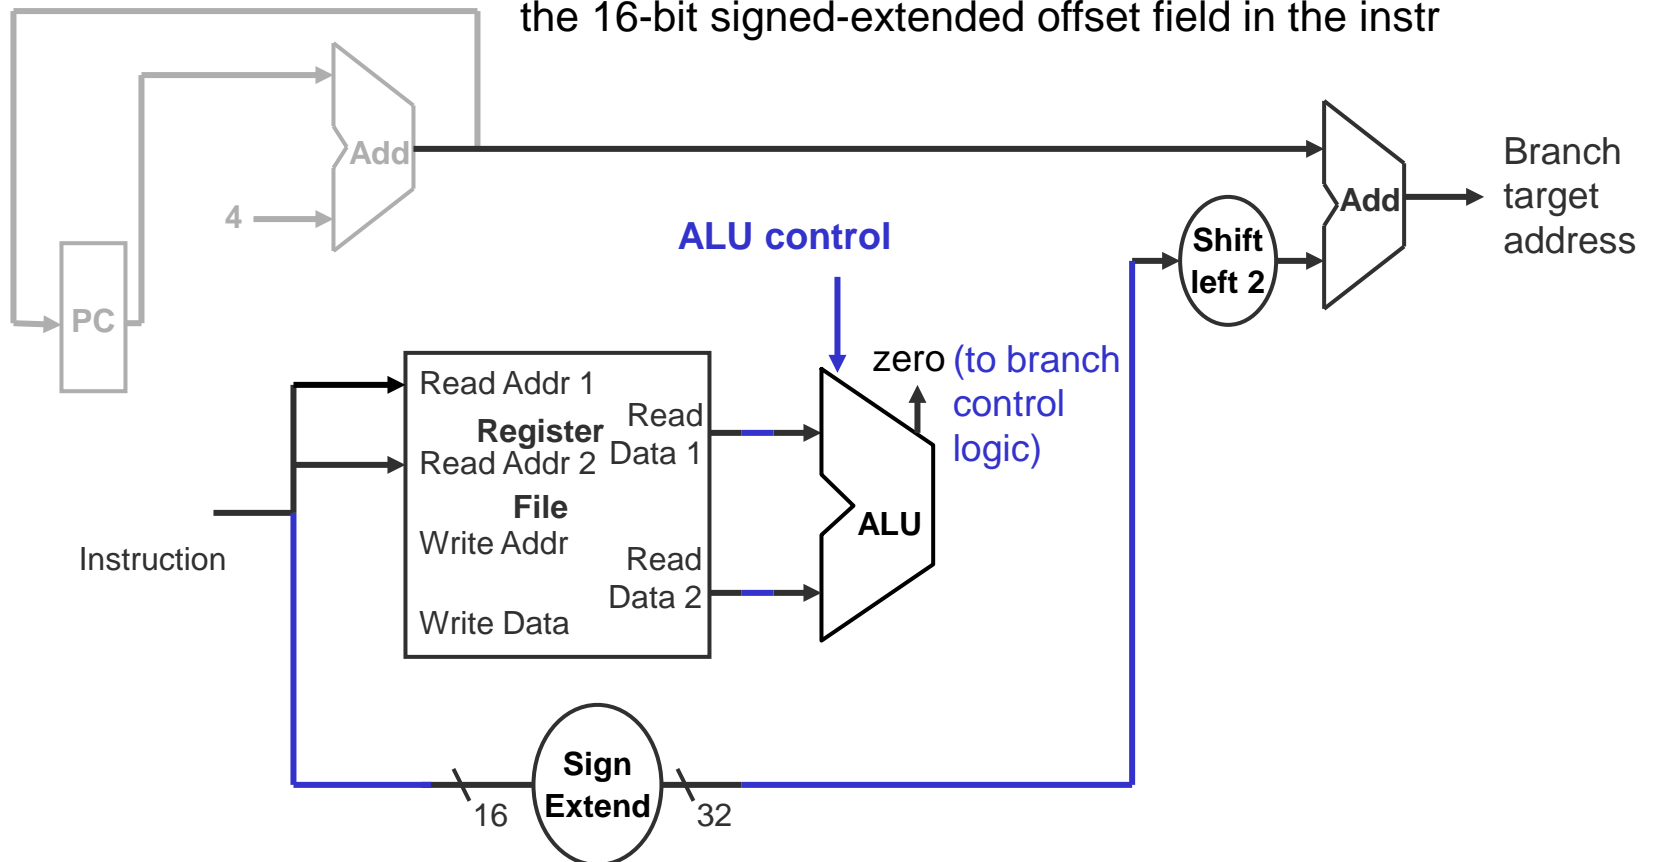 the 16-bit signed-extended offset field in the instr
Add
4
PC
Add
Branch
target
address
Shift
left 2
ALU control
zero (to branch
control
logic)
Read Addr 1
Register
Read Addr 2
File
Write Addr
Write Data
Read
Data 1
Read
Data 2
ALU
Instruction
Sign
Extend
16
32